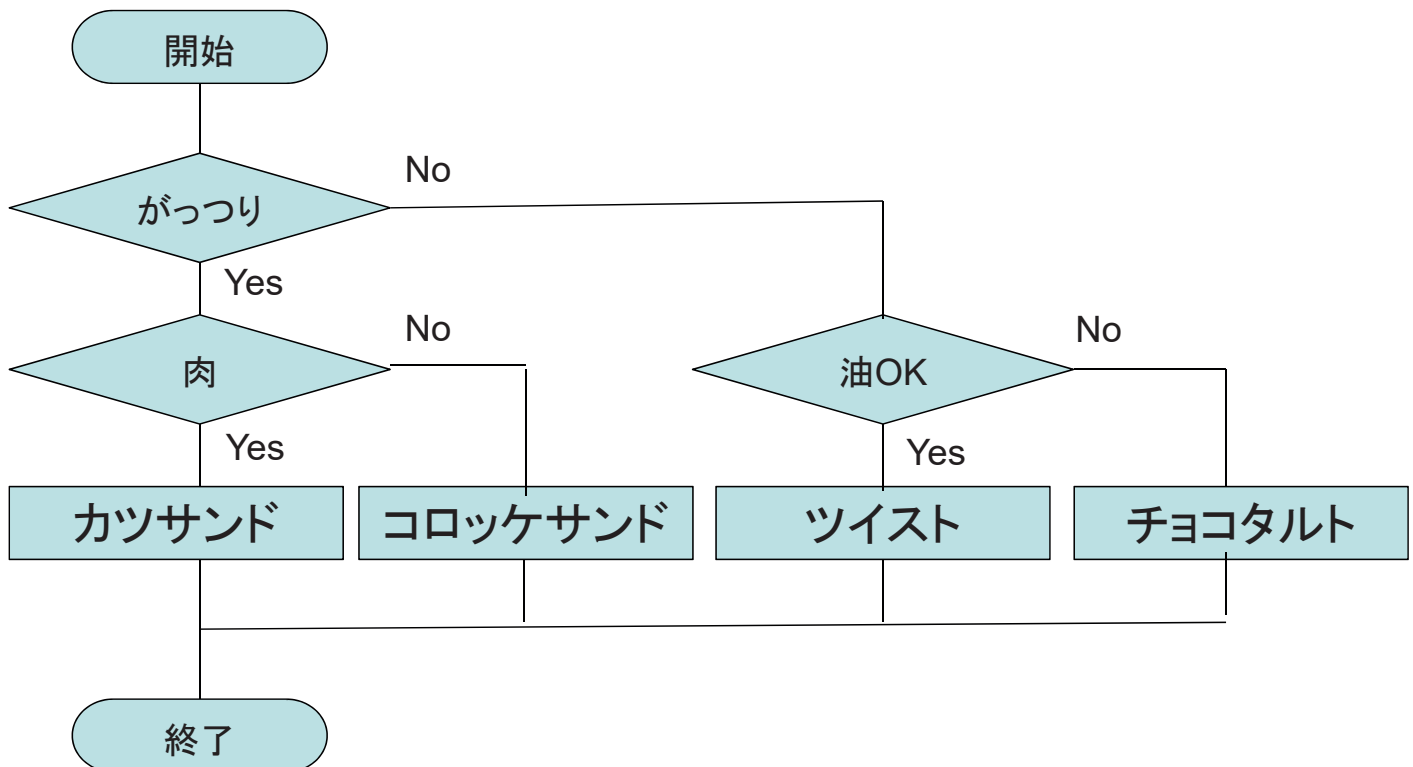 開始
No
がっつり
Yes
No
No
肉
油OK
Yes
Yes
カツサンド
コロッケサンド
ツイスト
チョコタルト
終了